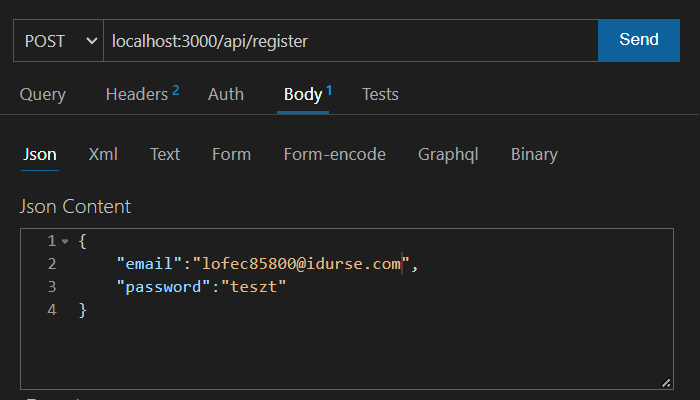 POST localhost:3000/api/register Send
Query Headers 2 Auth Body 1 Tests
Json Xml Text Form Form-encode Graphql Binary
Json Content
1 {
2 "email":"lofec85800@idurse.com",
3 "password":"teszt"
4 }